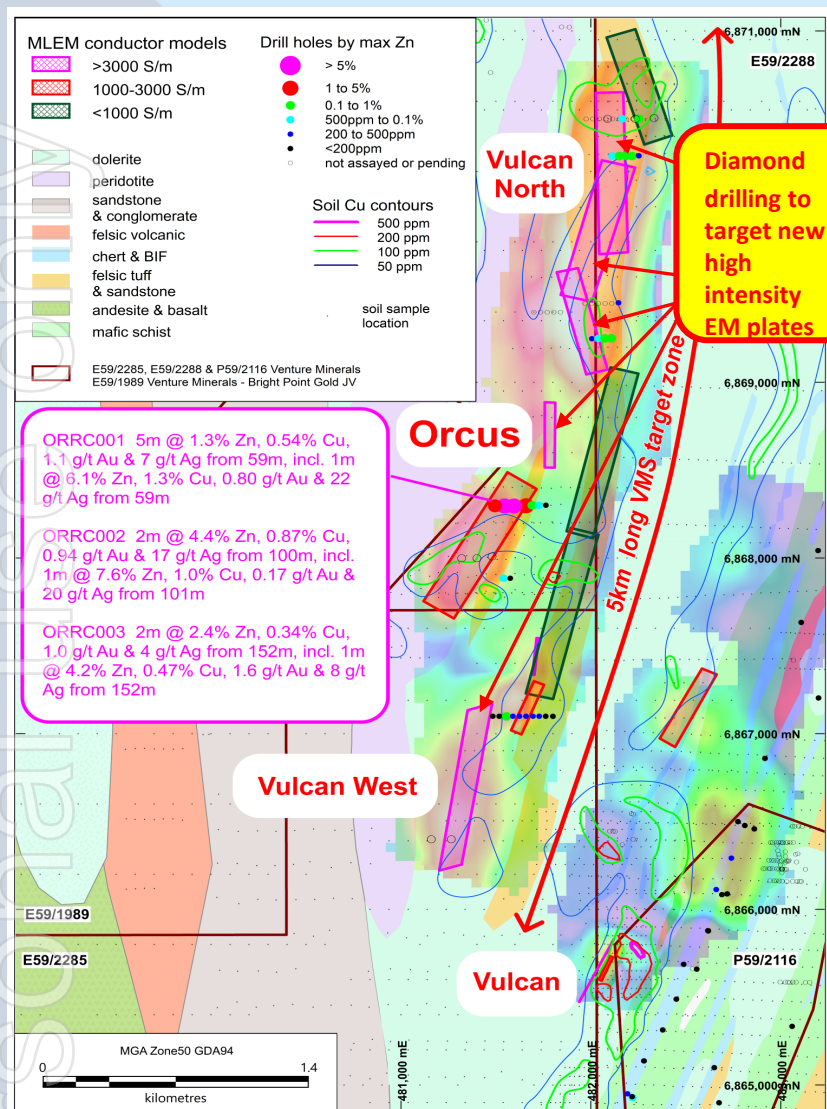 MLEM conductor models
>3000 S/m
1000-3000 S/m
<1000 S/m
dolerite
peridotite
sandstone
& conglomerate
felsic volcanic
chert & BIF
felsic tuff
& sandstone
andesite & basalt
mafic schist
Drill holes by max Zn
> 5%
1 to 5%
0.1 to 1%
500ppm to 0.1%
200 to 500ppm
<200ppm
not assayed or pending
Soil Cu contours
500 ppm
200 ppm
100 ppm
50 ppm
soil sample
location
E59/2285, E59/2288 & P59/2116 Venture Minerals
E59/1989 Venture Minerals - Bright Point Gold JV
6,871,000 mN
E59/2288
Vulcan
North
Diamond
drilling to
target new
high
intensity
EM plates
6,869,000 mN
Orcus
5km long VMS target zone
ORRC001 5m @ 1.3% Zn, 0.54% Cu,
1.1 g/t Au & 7 g/t Ag from 59m, incl. 1m
@ 6.1% Zn, 1.3% Cu, 0.80 g/t Au & 22
g/t Ag from 59m
ORRC002 2m @ 4.4% Zn, 0.87% Cu,
0.94 g/t Au & 17 g/t Ag from 100m, incl.
1m @ 7.6% Zn, 1.0% Cu, 0.17 g/t Au &
20 g/t Ag from 101m
ORRC003 2m @ 2.4% Zn, 0.34% Cu,
1.0 g/t Au & 4 g/t Ag from 152m, incl. 1m
@ 4.2% Zn, 0.47% Cu, 1.6 g/t Au & 8 g/t
Ag from 152m
6,868,000 mN
6,867,000 mN
Vulcan West
6,866,000 mN
E59/1989
E59/2285
Vulcan
P59/2116
MGA Zone50 GDA94
0 1.4
kilometres
481,000 mE
482,000 mE
6,865,000 mN
sonal use only